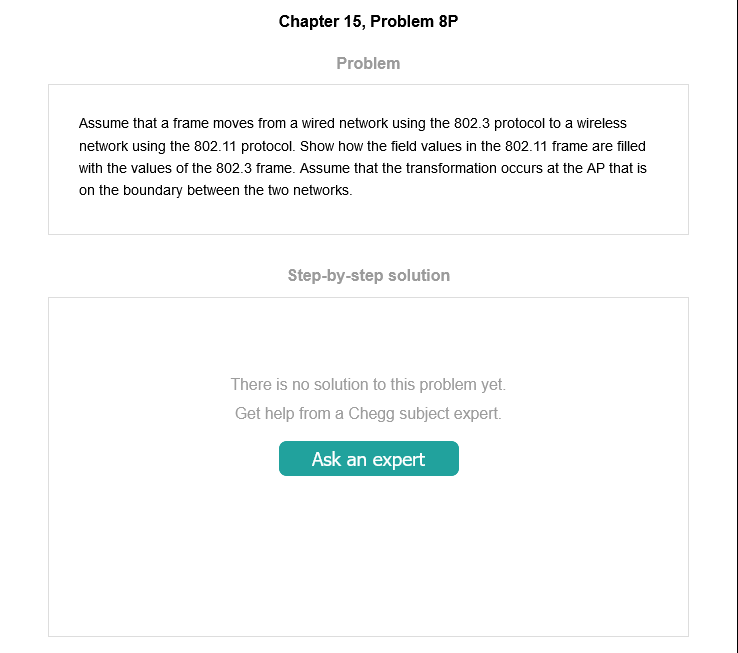 Chapter 15, Problem 8P
Problem
Assume that a frame moves from a wired network using the 802.3 protocol to a wireless
network using the 802.11 protocol. Show how the field values in the 802.11 frame are filled
with the values of the 802.3 frame. Assume that the transformation occurs at the AP that is
on the boundary between the two networks.
Step-by-step solution
There is no solution to this problem yet.
Get help from a Chegg subject expert.
Ask an expert